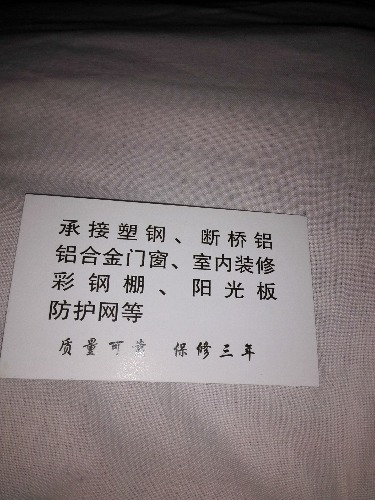 承接塑钢、断桥铝
铝合金门窗、室内装修
彩钢棚、阳光板
防护网等
质量可靠 保修三年